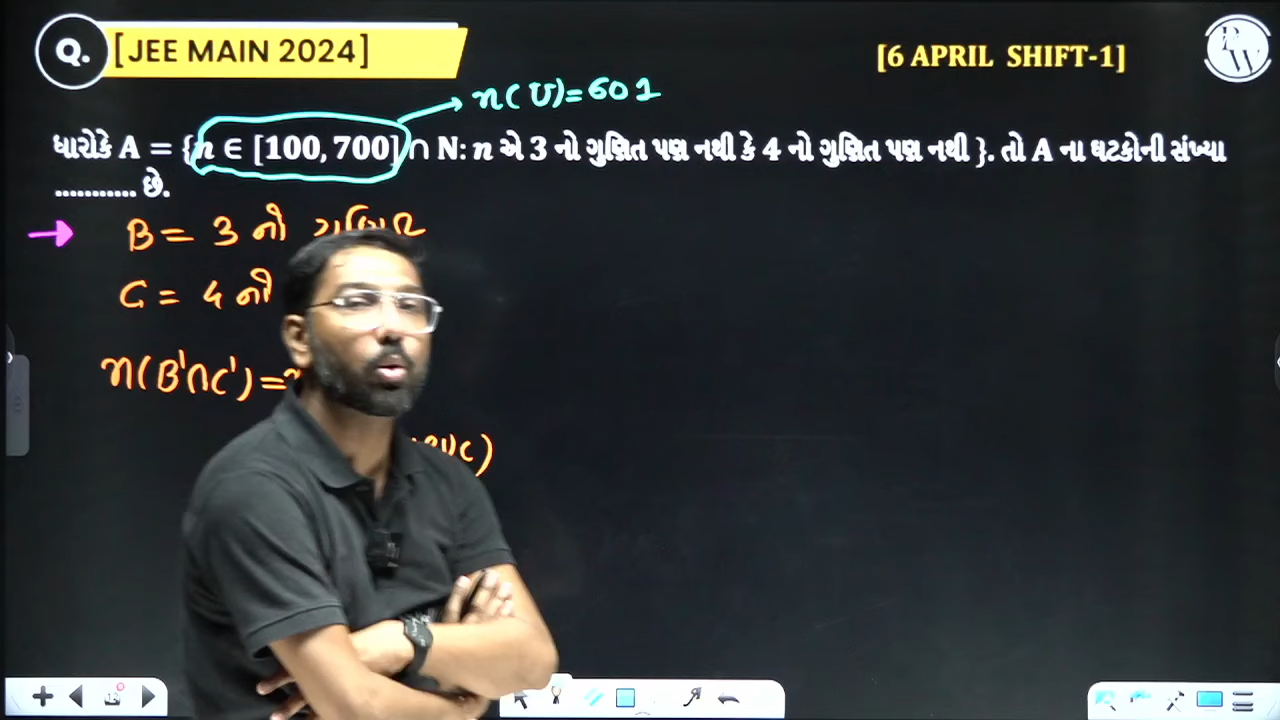 Q. [JEE MAIN 2024]
[6 APRIL SHIFT-1]
n(U)=601
ધારોકે A = {n ∈ [100, 700] ∩ N: n એ 3 નો ગુણિત પણ નથી કે 4 નો ગુણિત પણ નથી }. તો A ના ઘટકોની સંખ્યા
............ છે.
→ B = 3 નો ગુણિત
C = 4 નો
n(B'∩C') =
∪C)